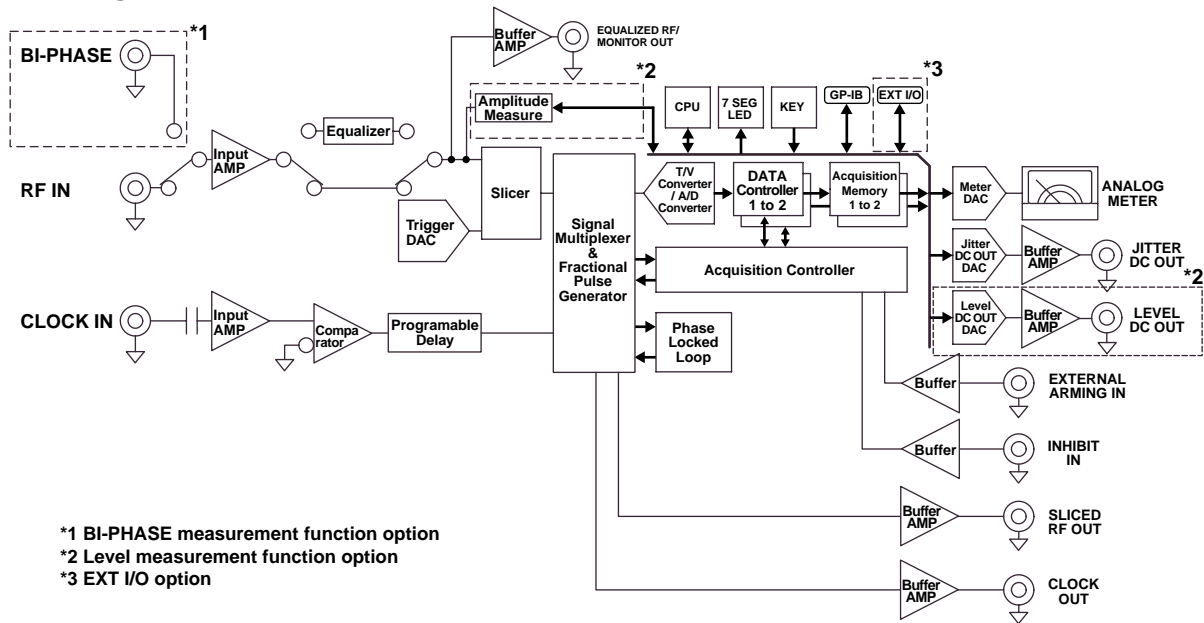 *1
BI-PHASE
Buffer
AMP
EQUALIZED RF/
MONITOR OUT
*2
*3
Amplitude
Measure
CPU
7 SEG
LED
KEY
GP-IB
EXT I/O
Equalizer
Input
AMP
RF IN
Slicer
Trigger
DAC
T/V
Converter
/ A/D
Converter
DATA
Controller
1 to 2
Acquisition
Memory
1 to 2
Meter
DAC
ANALOG
METER
Signal
Multiplexer
&
Fractional
Pulse
Generator
Acquisition Controller
Jitter
DC OUT
DAC
Buffer
AMP
JITTER
DC OUT
*2
Level
DC OUT
DAC
Buffer
AMP
LEVEL
DC OUT
CLOCK IN
Input
AMP
Compa
rator
Programable
Delay
Phase
Locked
Loop
Buffer
EXTERNAL
ARMING IN
Buffer
INHIBIT
IN
Buffer
AMP
SLICED
RF OUT
*1 BI-PHASE measurement function option
*2 Level measurement function option
*3 EXT I/O option
Buffer
AMP
CLOCK
OUT